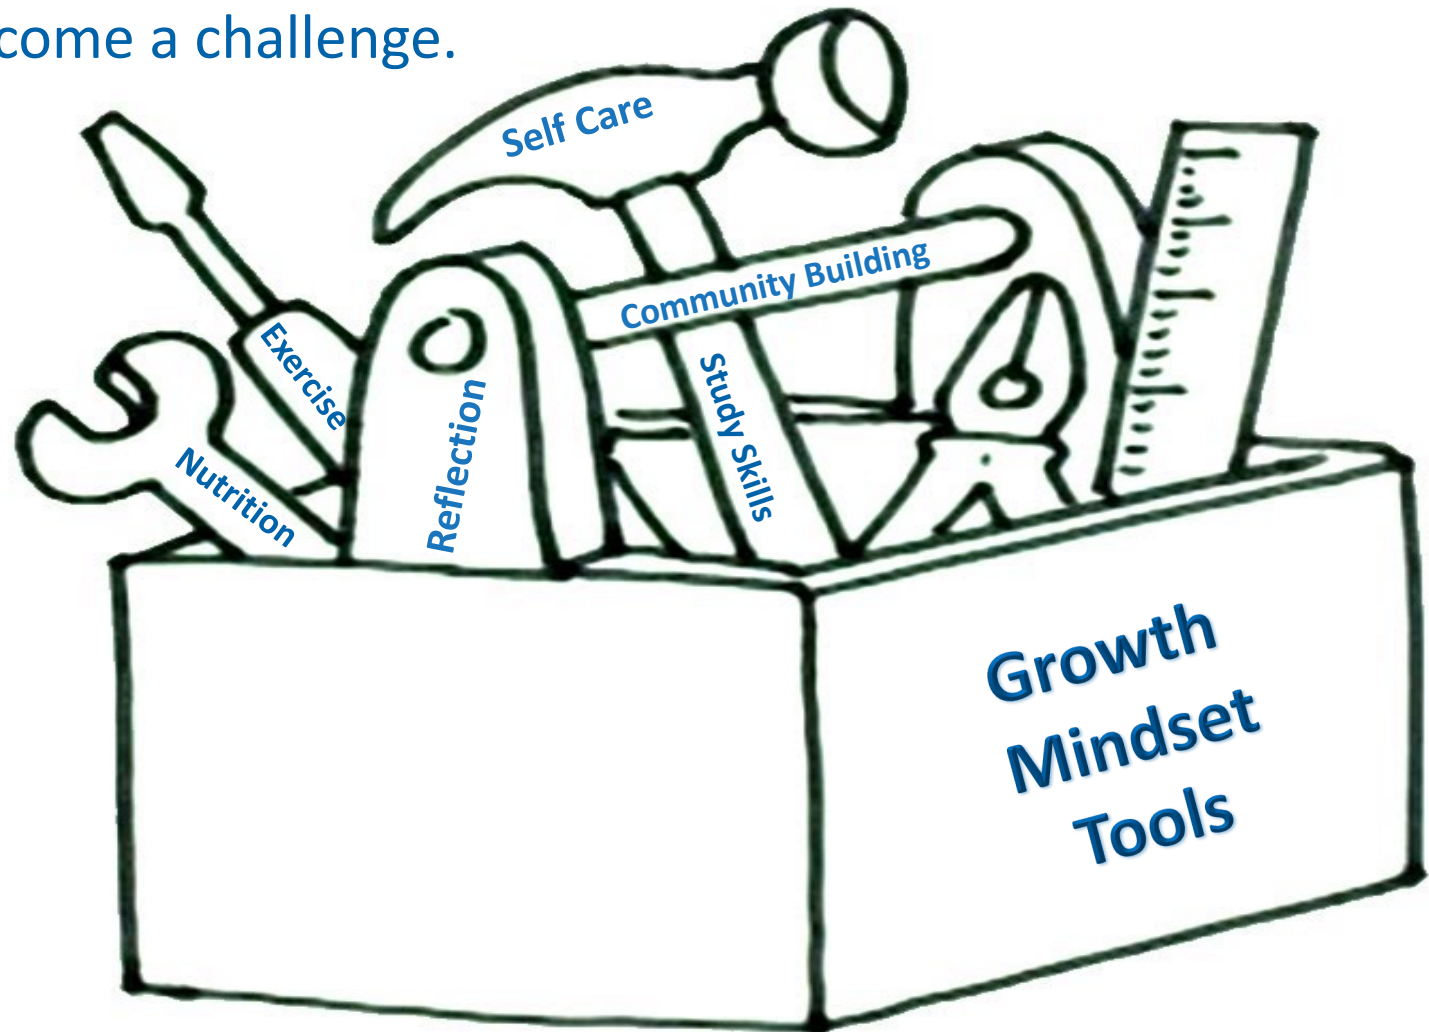 come a challenge.
Self Care
Community Building
Exercise
Study Skills
Reflection
Nutrition
Growth
Mindset
Tools